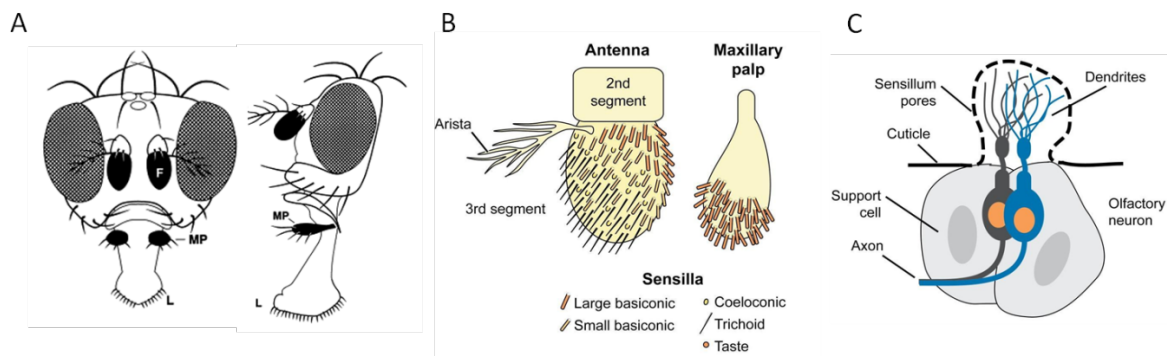 A
F
MP
L
MP
L
B
Antenna
Maxillary
palp
2nd
segment
Arista
3rd segment
Sensilla
Large basiconic
Small basiconic
Coeloconic
Trichoid
Taste
C
Sensillum
pores
Dendrites
Cuticle
Support
cell
Olfactory
neuron
Axon